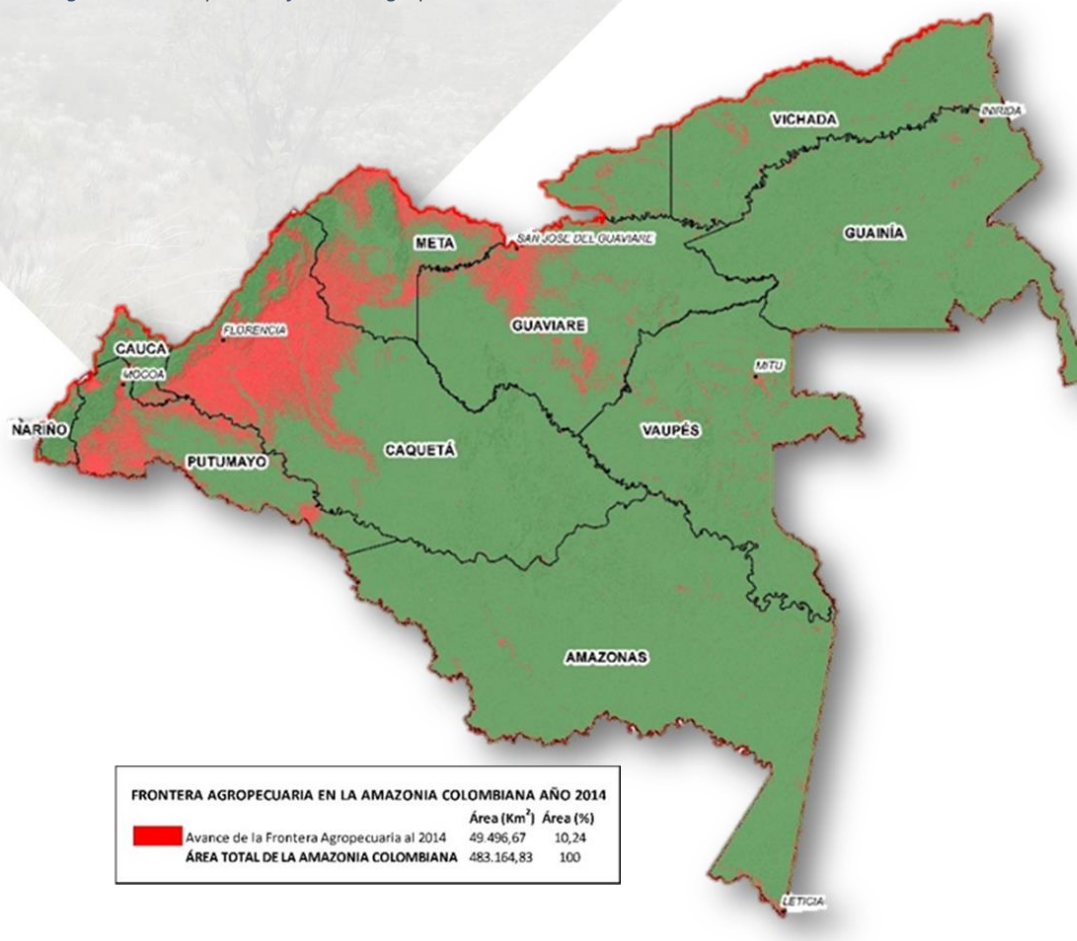 VICHADA
INIRIDA
META
SAN JOSE DEL GUAVIARE
GUAINÍA
FLORENCIA
GUAVIARE
CAUCA
MOCOA
MITU
NARIÑO
PUTUMAYO
CAQUETÁ
VAUPÉS
AMAZONAS
FRONTERA AGROPECUARIA EN LA AMAZONIA COLOMBIANA AÑO 2014
Área (Km²) Área (%)
Avance de la Frontera Agropecuaria al 2014 49.496,67 10,24
ÁREA TOTAL DE LA AMAZONIA COLOMBIANA 483.164,83 100
LETICIA